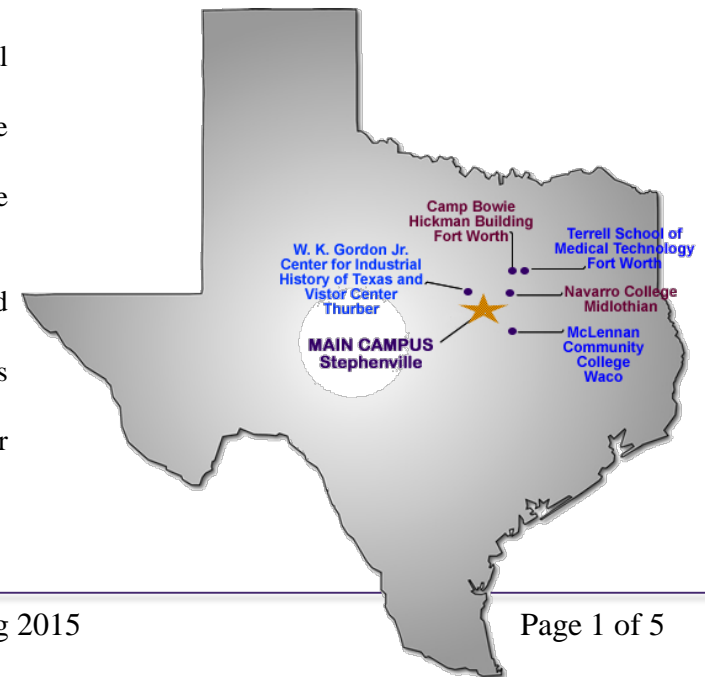 l
e
e
d
s
r
Camp Bowie
Hickman Building
Fort Worth
Terrell School of
Medical Technology
Fort Worth
W. K. Gordon Jr.
Center for Industrial
History of Texas and
Vistor Center
Thurber
Navarro College
Midlothian
MAIN CAMPUS
Stephenville
McLennan
Community
College
Waco
g 2015
Page 1 of 5